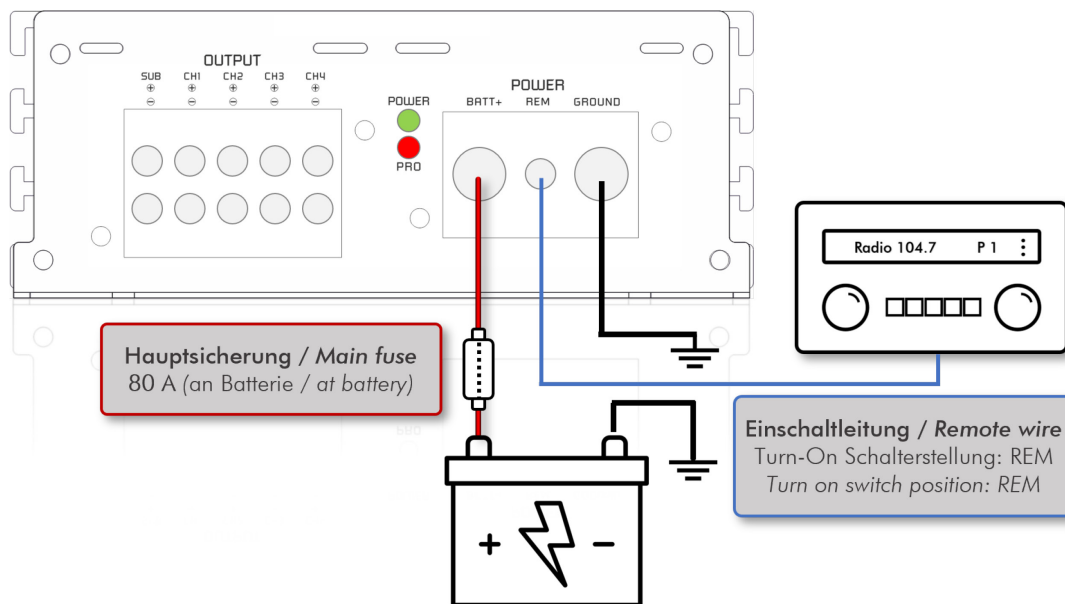 OUTPUT
SUB CH1 CH2 CH3 CH4
⊕ ⊕ ⊕ ⊕ ⊕
⊖ ⊖ ⊖ ⊖ ⊖
POWER
PRO
POWER
BATT+ REM GROUND
Radio 104.7 P 1
Hauptsicherung / Main fuse
80 A (an Batterie / at battery)
Einschaltleitung / Remote wire
Turn-On Schalterstellung: REM
Turn on switch position: REM
+ −